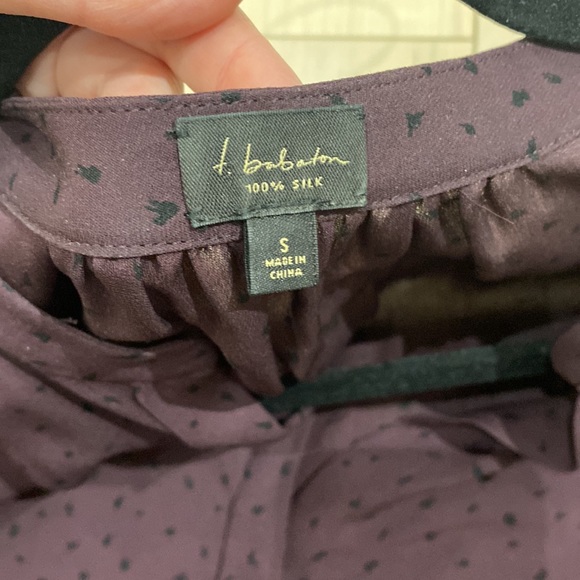 t. babaton
100% SILK
S
MADE IN
CHINA